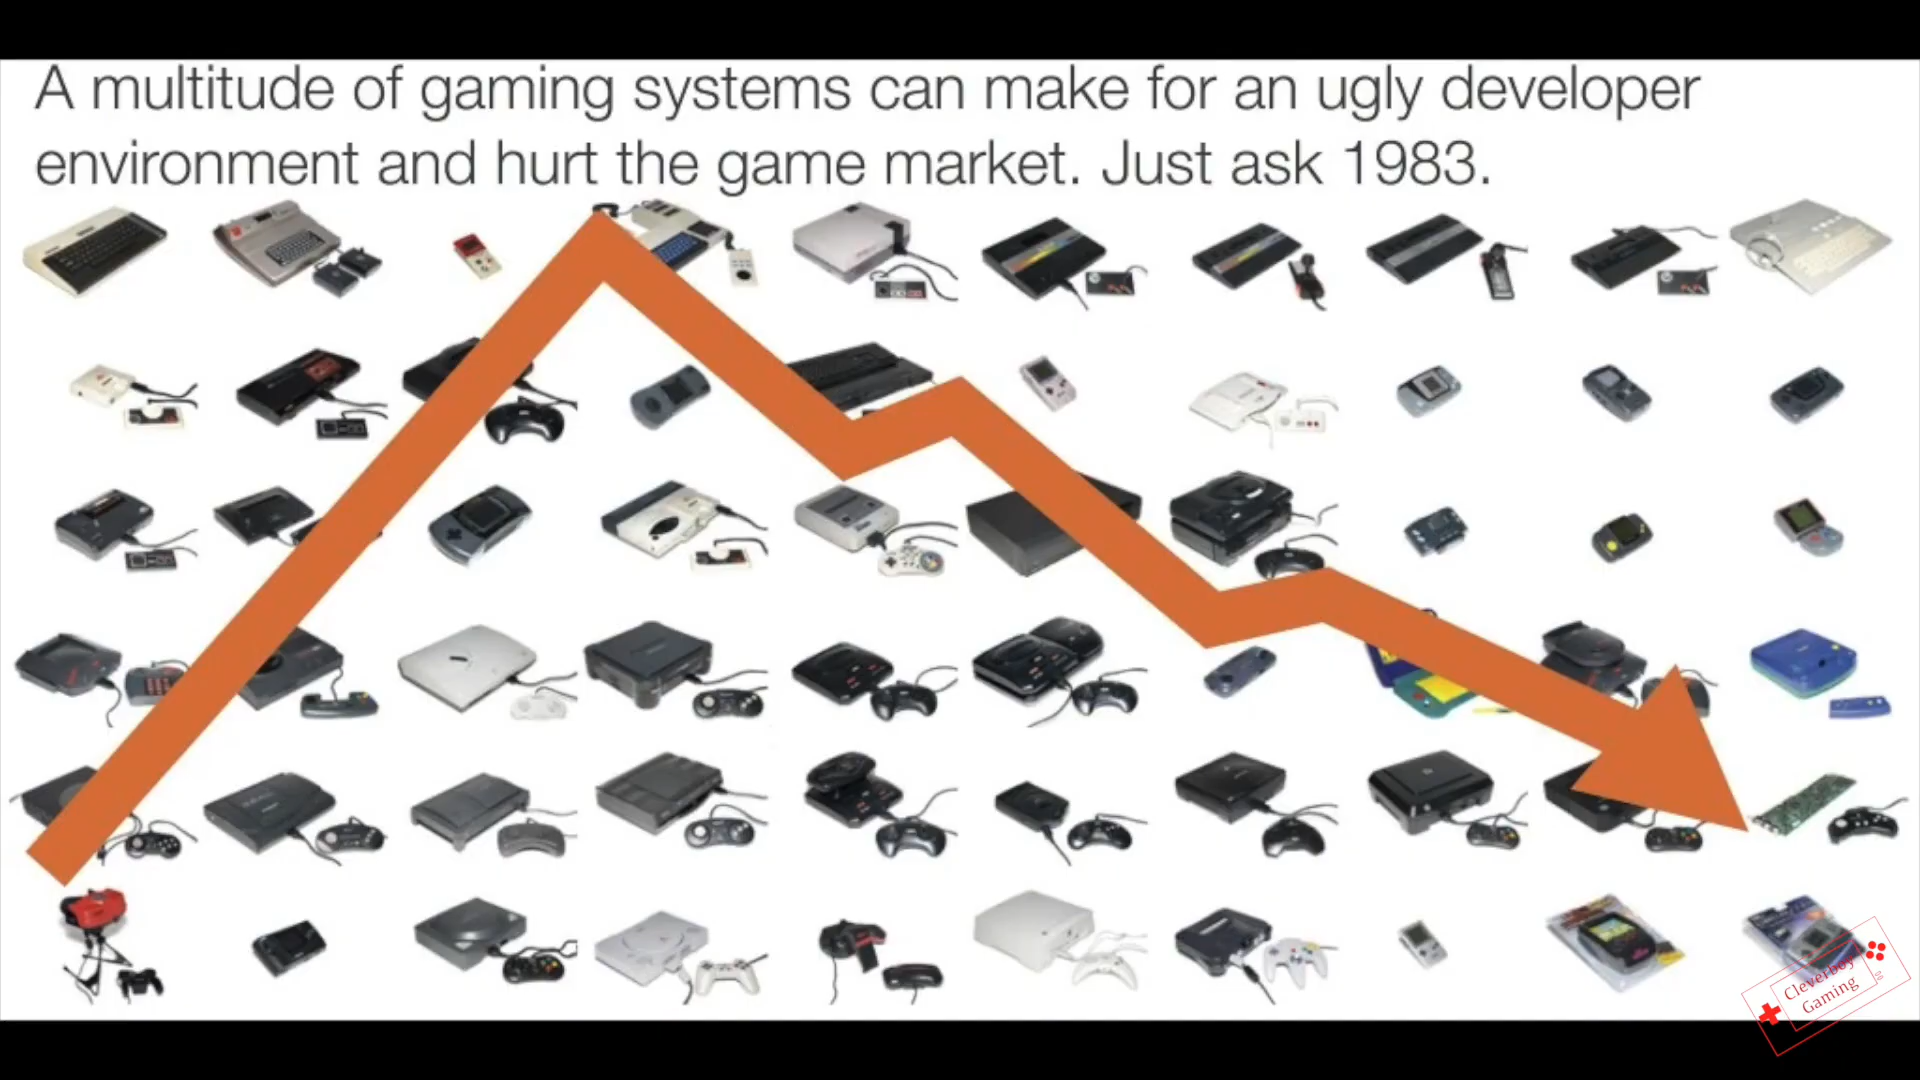 A multitude of gaming systems can make for an ugly developer
environment and hurt the game market. Just ask 1983.
Cleverboy
Gaming